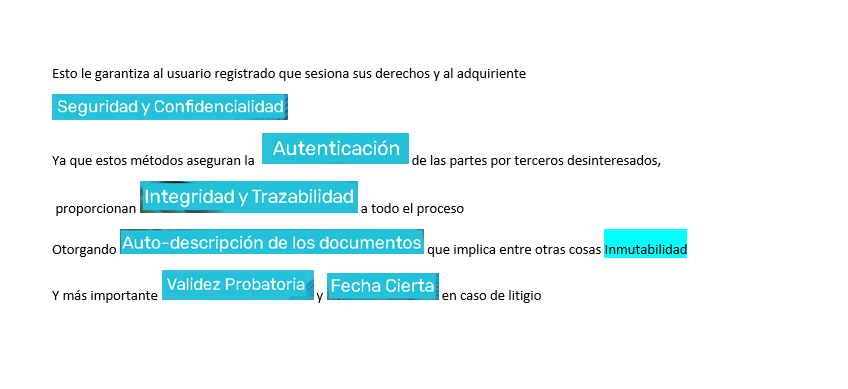 Esto le garantiza al usuario registrado que sesiona sus derechos y al adquiriente
Seguridad y Confidencialidad
Ya que estos métodos aseguran la Autenticación de las partes por terceros desinteresados,
proporcionan Integridad y Trazabilidad a todo el proceso
Otorgando Auto-descripción de los documentos que implica entre otras cosas Inmutabilidad
Y más importante Validez Probatoria y Fecha Cierta en caso de litigio